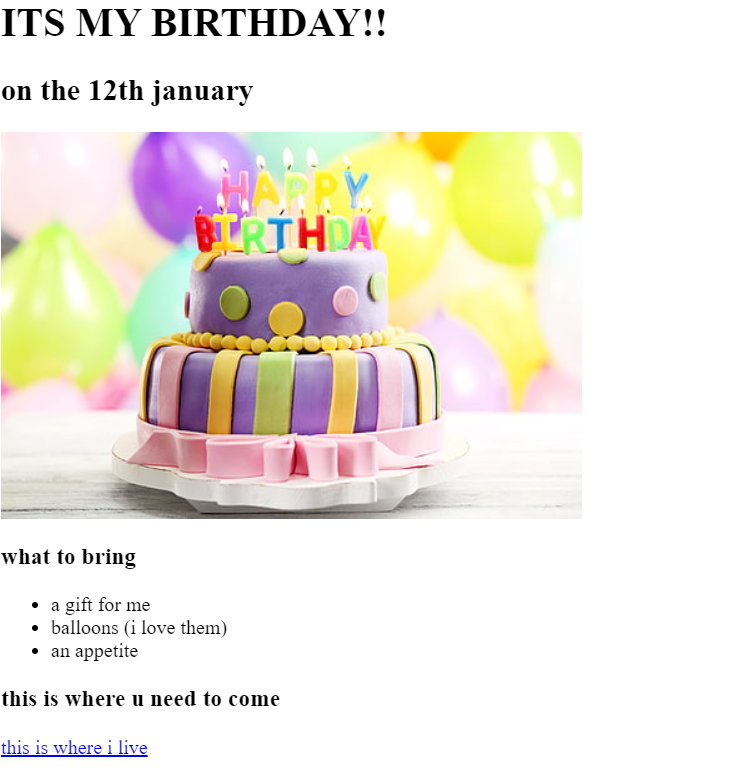 ITS MY BIRTHDAY!!
on the 12th january
HAPPY
BIRTHDAY
what to bring
a gift for me
balloons (i love them)
an appetite
this is where u need to come
this is where i live